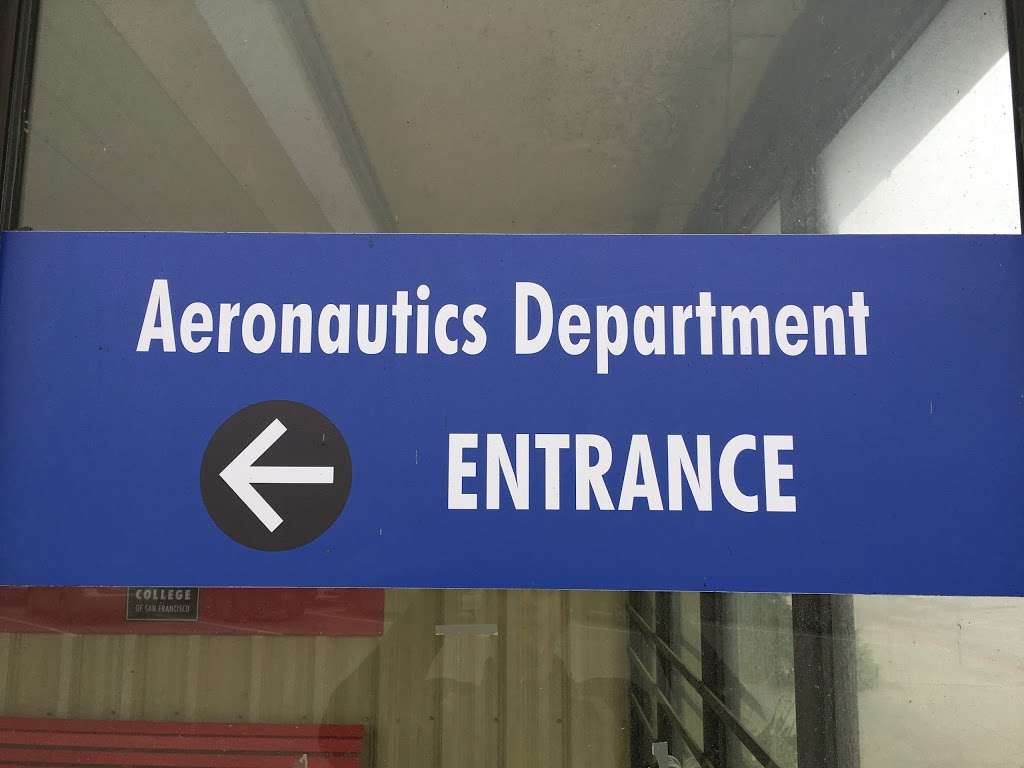 Aeronautics Department
ENTRANCE
COLLEGE
OF SAN FRANCISCO